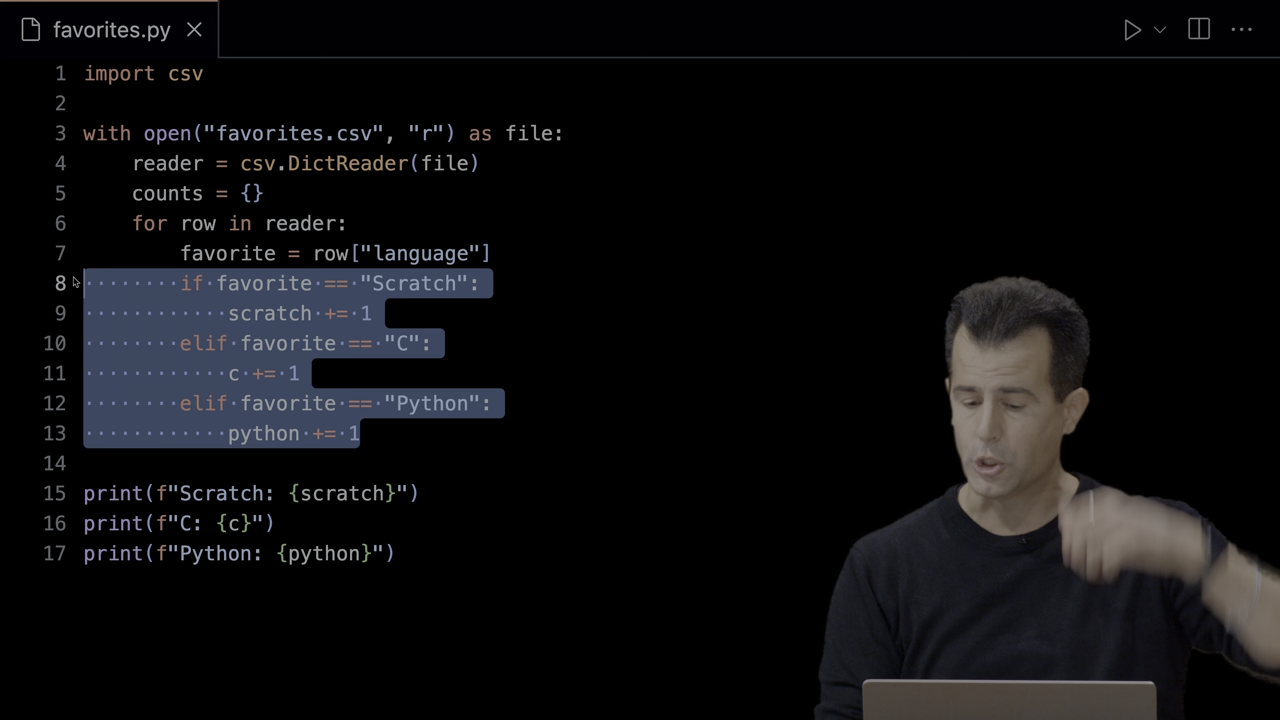 favorites.py
1 import csv
2
3 with open("favorites.csv", "r") as file:
4     reader = csv.DictReader(file)
5     counts = {}
6     for row in reader:
7         favorite = row["language"]
8         if favorite == "Scratch":
9             scratch += 1
10         elif favorite == "C":
11             c += 1
12         elif favorite == "Python":
13             python += 1
14
15 print(f"Scratch: {scratch}")
16 print(f"C: {c}")
17 print(f"Python: {python}")